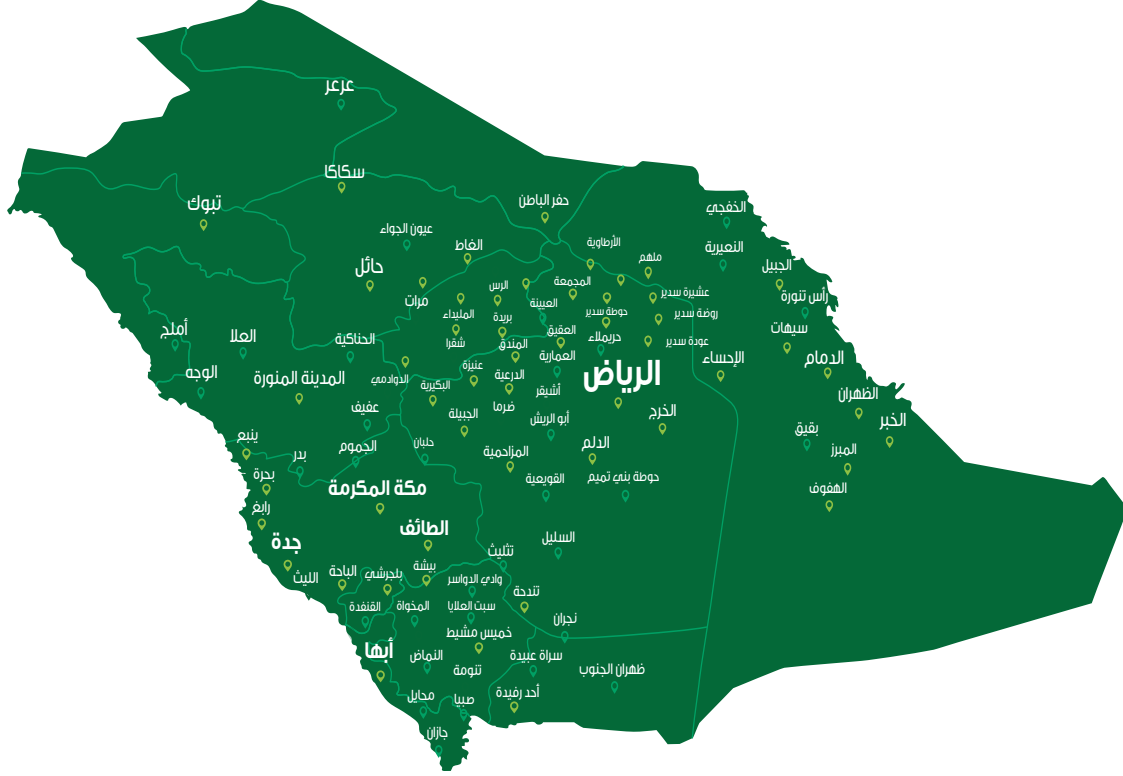 عرعر
سكاكا
تبوك
حفر الباطن
الخفجي
عيون الجواء
الغاط
الأرطاوية
النعيرية
ملهم
الجبيل
حائل
مرات
الرس
المجمعة
عشيرة سدير
رأس تنورة
العيينة
المليداء
بريدة
حوطة سدير
روضة سدير
أملج
العلا
الحناكية
شقرا
المندق
العقيق
حريملاء
عودة سدير
سيهات
العمارية
الإحساء
الدمام
الوجه
المدينة المنورة
الدوادمي
عنيزة
البكيرية
الدرعية
أشيقر
الرياض
الظهران
عفيف
الجبيلة
ضرما
أبو الريش
الخرج
الخبر
ينبع
بدر
الجموم
حلبان
المزاحمية
الدلم
بقيق
المبرز
بحرة
مكة المكرمة
القويعية
حوطة بني تميم
الهفوف
رابغ
الطائف
جدة
تثليث
السليل
الليث
الباحة
بلجرشي
بيشة
وادي الدواسر
تندحة
القنفدة
المخواة
سبت العلايا
نجران
أبها
خميس مشيط
النماض
تنومة
سراة عبيدة
ظهران الجنوب
محايل
صبيا
أحد رفيدة
جازان